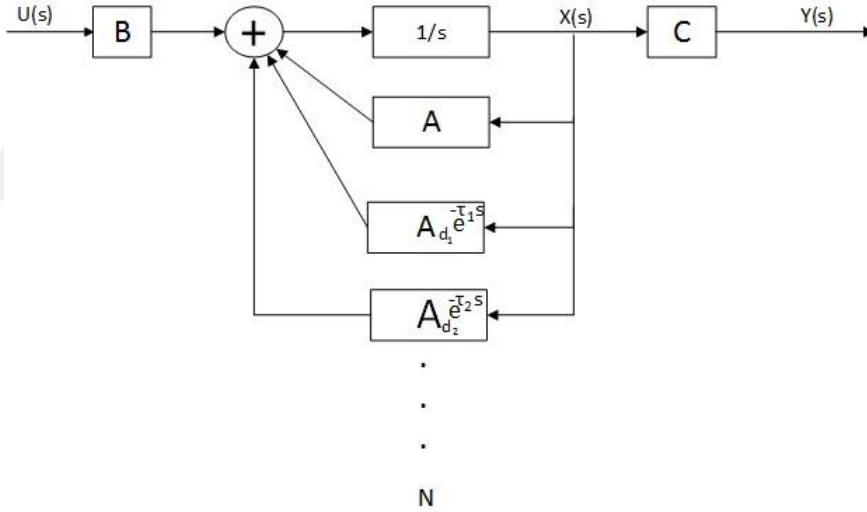 U(s)
B
+
1/s
X(s)
C
Y(s)
A
A_{d_1} e^{-τ_1 s}
A_{d_2} e^{-τ_2 s}
.
.
.
N